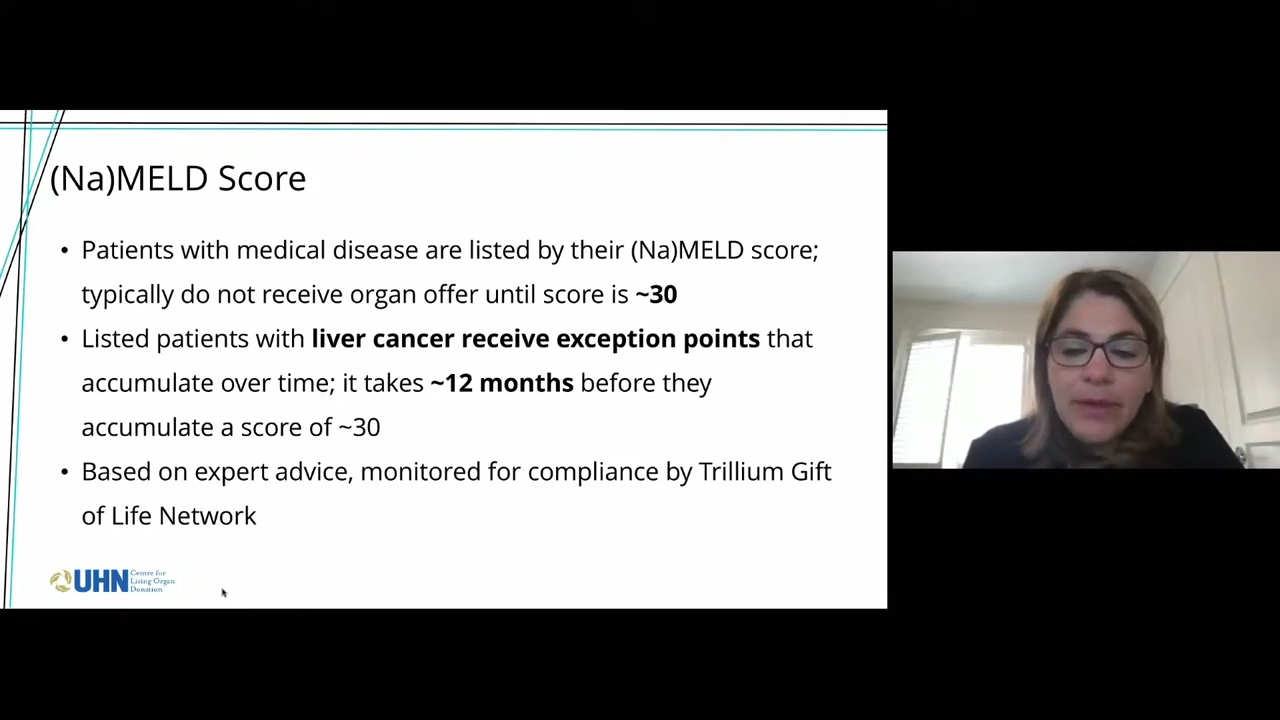 (Na)MELD Score
• Patients with medical disease are listed by their (Na)MELD score;
typically do not receive organ offer until score is ~30
• Listed patients with liver cancer receive exception points that
accumulate over time; it takes ~12 months before they
accumulate a score of ~30
• Based on expert advice, monitored for compliance by Trillium Gift
of Life Network
UHN Centre for
Living Organ
Donation